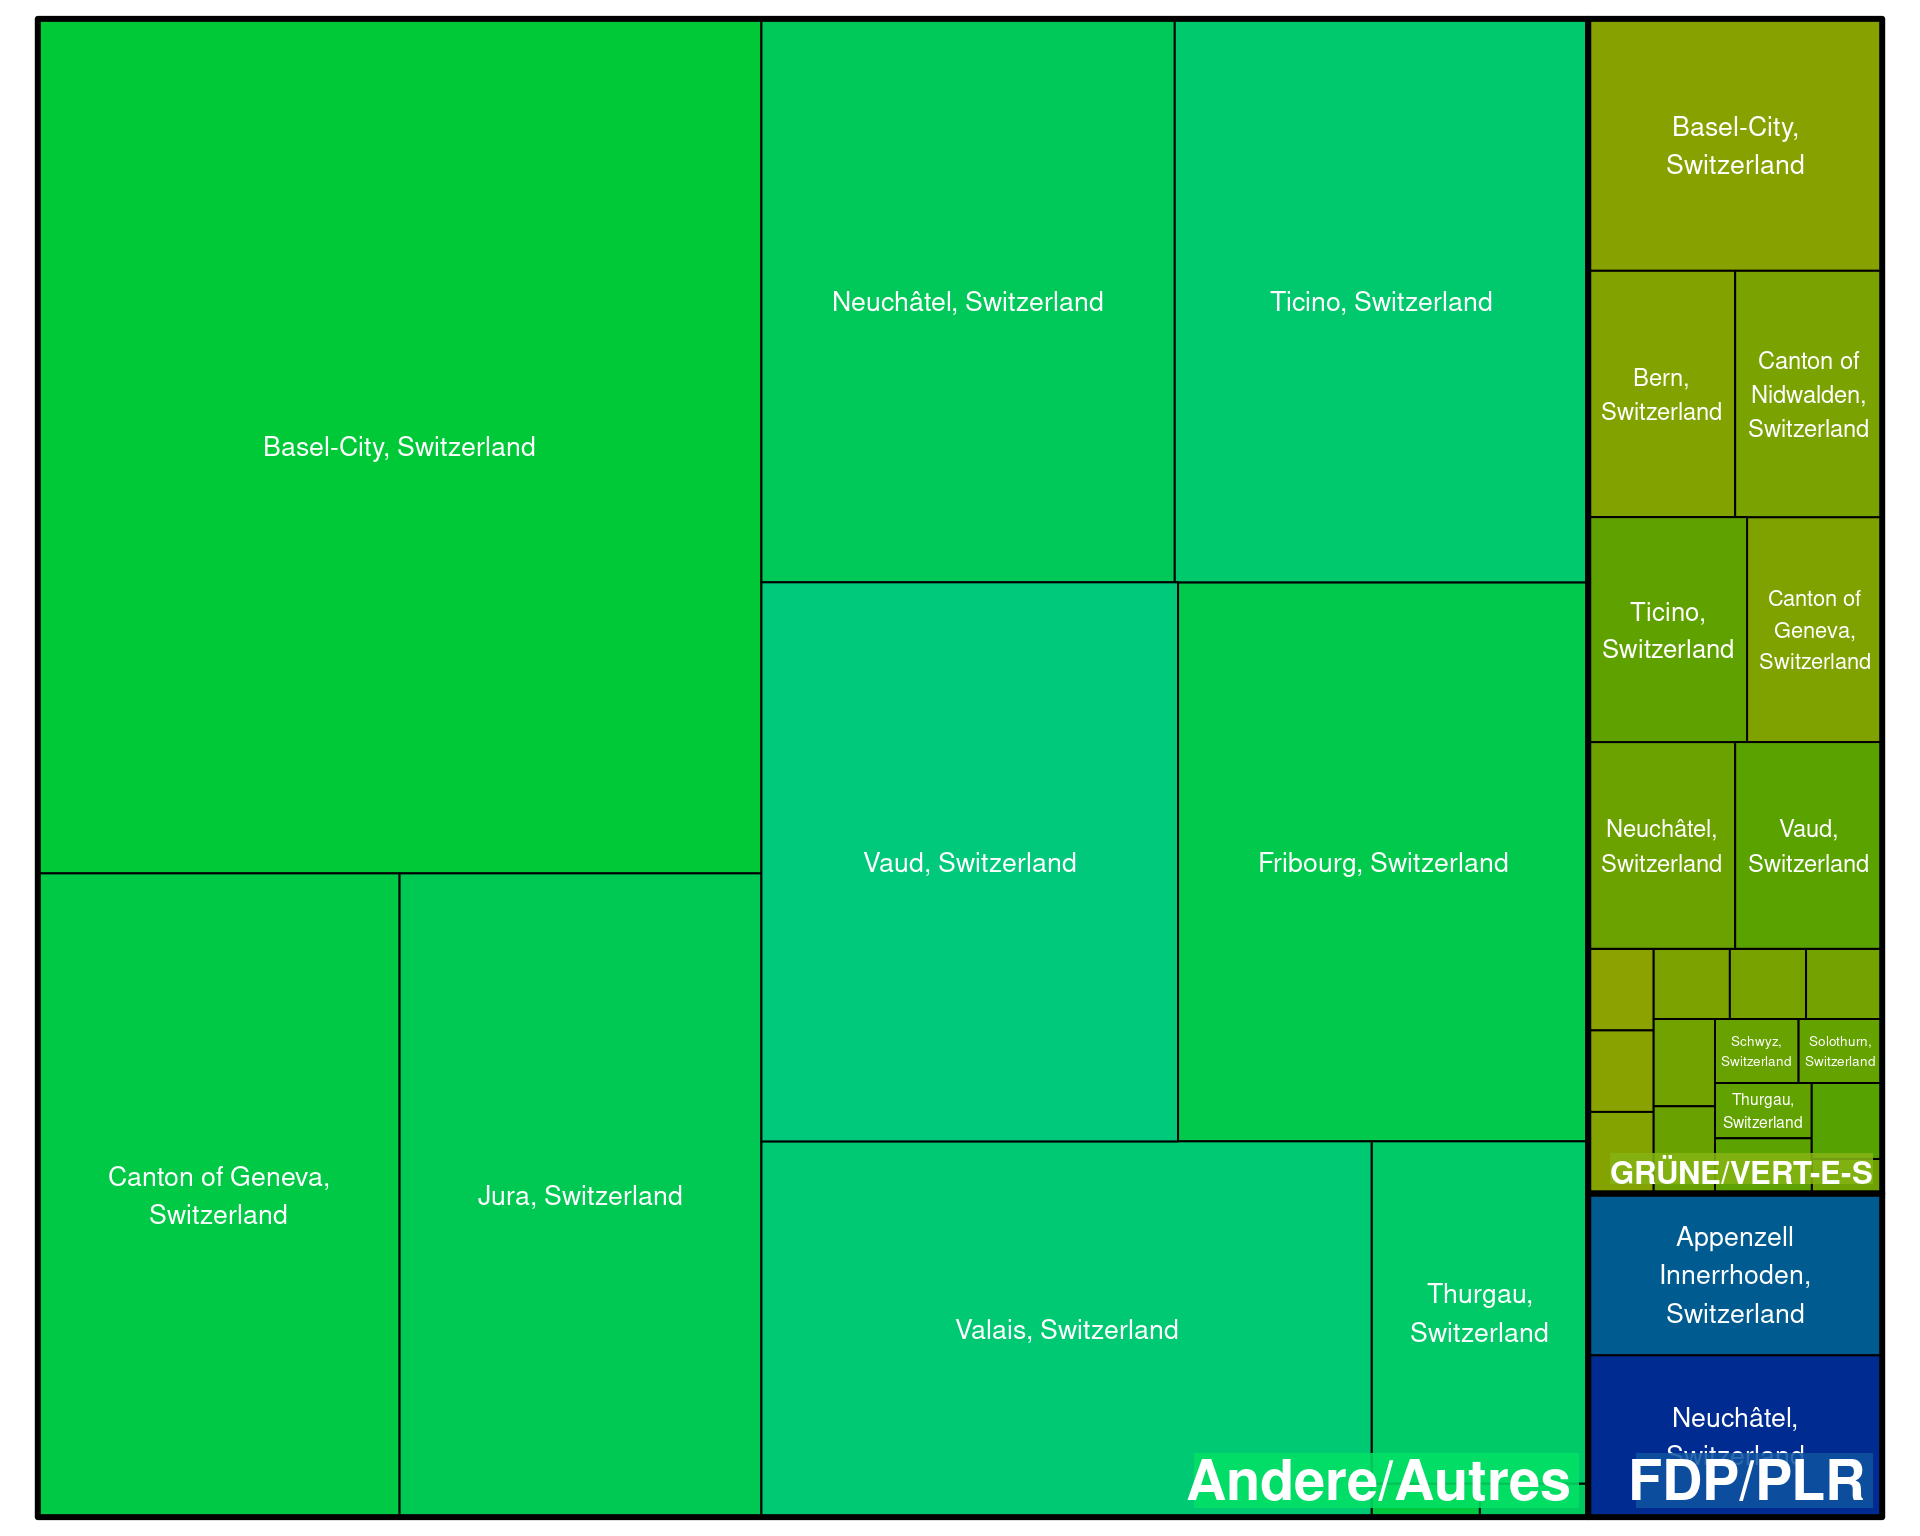 Basel-City, Switzerland
Canton of Geneva,
Switzerland
Jura, Switzerland
Neuchâtel, Switzerland
Ticino, Switzerland
Vaud, Switzerland
Fribourg, Switzerland
Valais, Switzerland
Thurgau,
Switzerland
Andere/Autres
Basel-City,
Switzerland
Bern,
Switzerland
Canton of
Nidwalden,
Switzerland
Ticino,
Switzerland
Canton of
Geneva,
Switzerland
Neuchâtel,
Switzerland
Vaud,
Switzerland
Schwyz,
Switzerland
Solothurn,
Switzerland
Thurgau,
Switzerland
GRÜNE/VERT-E-S
Appenzell
Innerrhoden,
Switzerland
Neuchâtel,
Switzerland
FDP/PLR